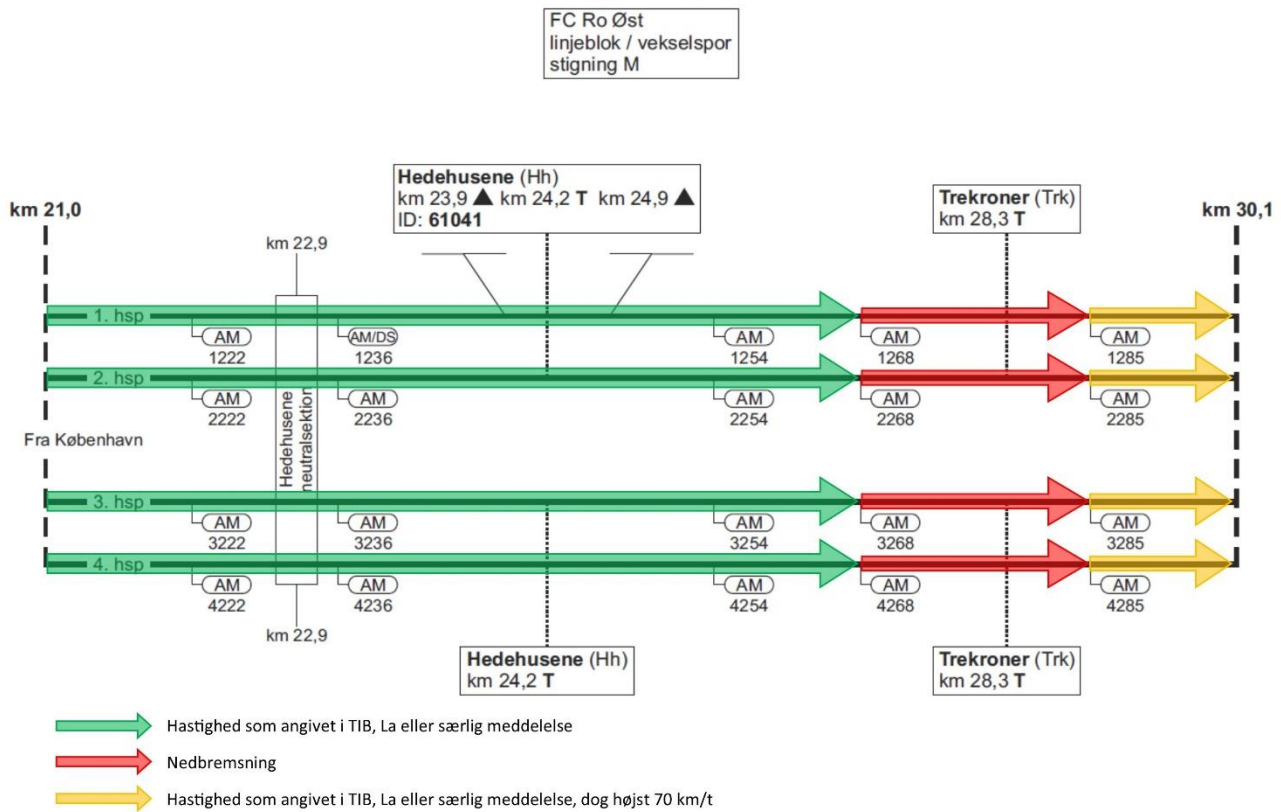 FC Ro Øst
linjeblok / vekselspor
stigning M
Hedehusene (Hh)
km 23,9 ▲ km 24,2 T km 24,9 ▲
ID: 61041
Trekroner (Trk)
km 28,3 T
km 21,0
km 30,1
km 22,9
1. hsp
AM
1222
AM/DS
1236
AM
1254
AM
1268
AM
1285
2. hsp
AM
2222
AM
2236
AM
2254
AM
2268
AM
2285
Fra København
Hedehusene
neutralsektion
3. hsp
AM
3222
AM
3236
AM
3254
AM
3268
AM
3285
4. hsp
AM
4222
AM
4236
AM
4254
AM
4268
AM
4285
km 22,9
Hedehusene (Hh)
km 24,2 T
Trekroner (Trk)
km 28,3 T
Hastighed som angivet i TIB, La eller særlig meddelelse
Nedbremsning
Hastighed som angivet i TIB, La eller særlig meddelelse, dog højst 70 km/t